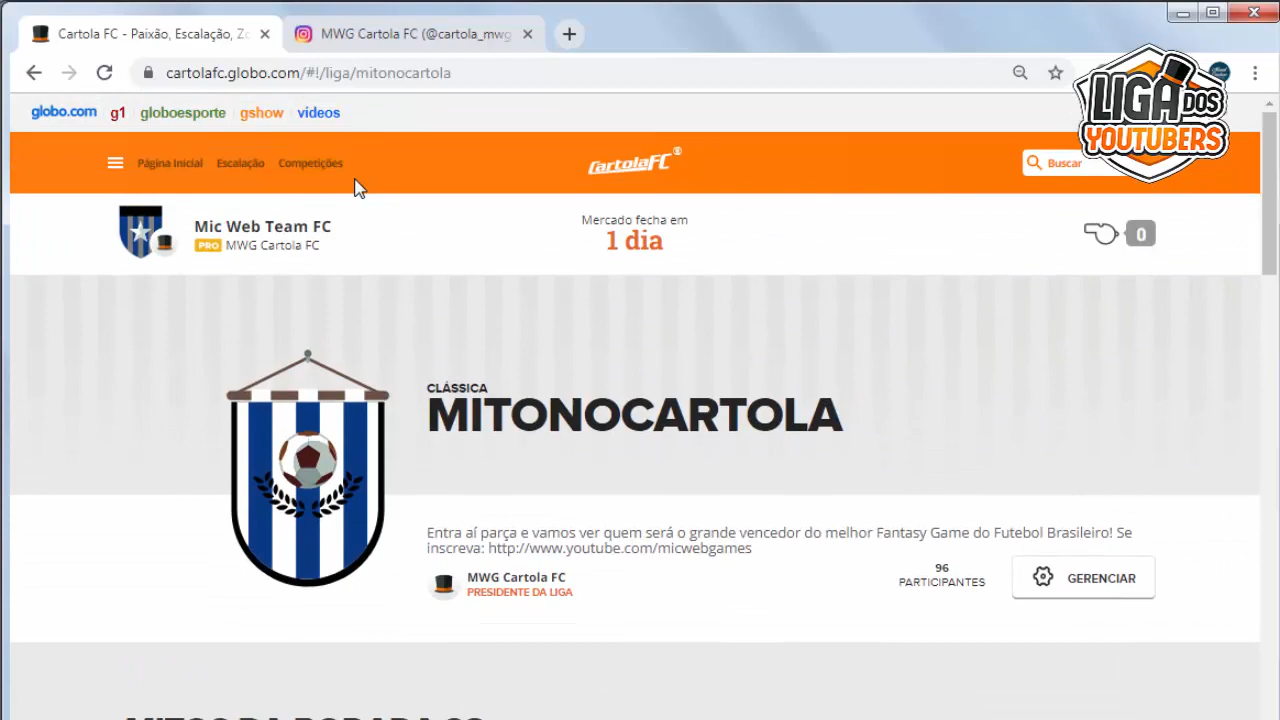 Cartola FC - Paixão, Escalação, Zo
MWG Cartola FC (@cartola_mwg
cartolafc.globo.com/#!/liga/mitonocartola
LIGA DOS
YOUTUBERS
globo.com g1 globoesporte gshow videos
Página Inicial Escalação Competições
CartolaFC
Buscar
Mic Web Team FC
PRO MWG Cartola FC
Mercado fecha em
1 dia
0
CLÁSSICA
MITONOCARTOLA
Entra aí parça e vamos ver quem será o grande vencedor do melhor Fantasy Game do Futebol Brasileiro! Se
inscreva: http://www.youtube.com/micwebgames
MWG Cartola FC
PRESIDENTE DA LIGA
96
PARTICIPANTES
GERENCIAR
MITOS DA RODADA